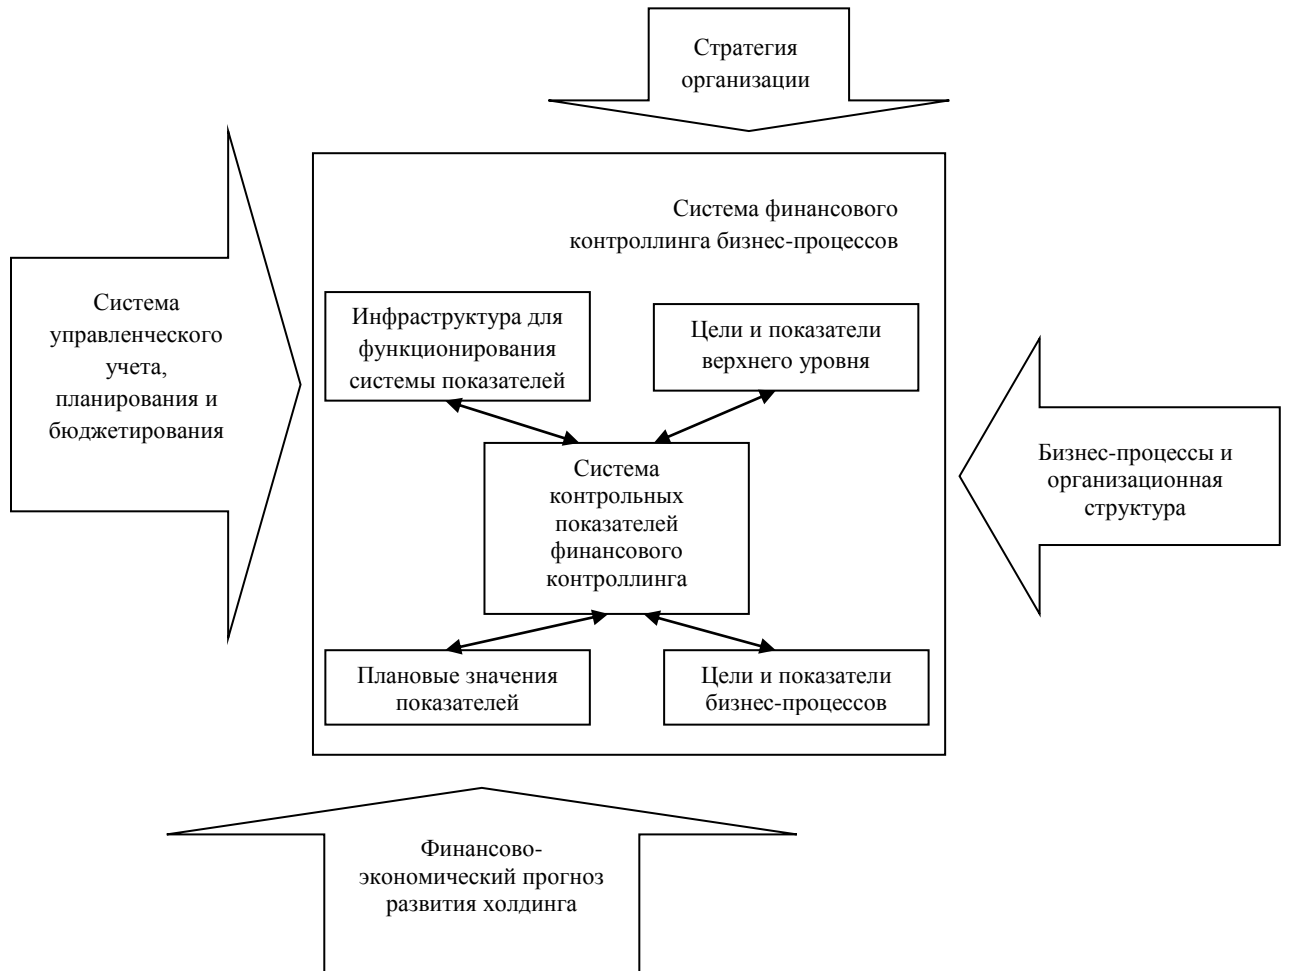 Стратегия
организации
Система финансового
контроллинга бизнес-процессов
Система
управленческого
учета,
планирования и
бюджетирования
Инфраструктура для
функционирования
системы показателей
Цели и показатели
верхнего уровня
Бизнес-процессы и
организационная
структура
Система
контрольных
показателей
финансового
контроллинга
Плановые значения
показателей
Цели и показатели
бизнес-процессов
Финансово-
экономический прогноз
развития холдинга